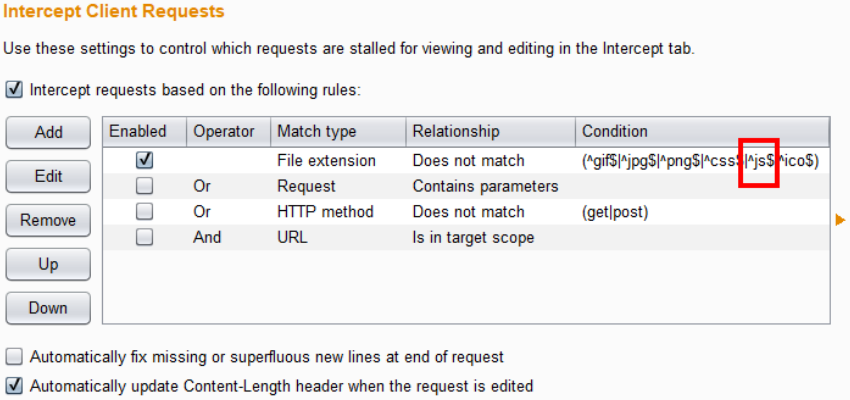 Intercept Client Requests
Use these settings to control which requests are stalled for viewing and editing in the Intercept tab.
Intercept requests based on the following rules:
Add
Edit
Remove
Up
Down
Enabled Operator Match type Relationship Condition
File extension Does not match (^gif$|^jpg$|^png$|^css$|^js$|^ico$)
Or Request Contains parameters
Or HTTP method Does not match (get|post)
And URL Is in target scope
Automatically fix missing or superfluous new lines at end of request
Automatically update Content-Length header when the request is edited